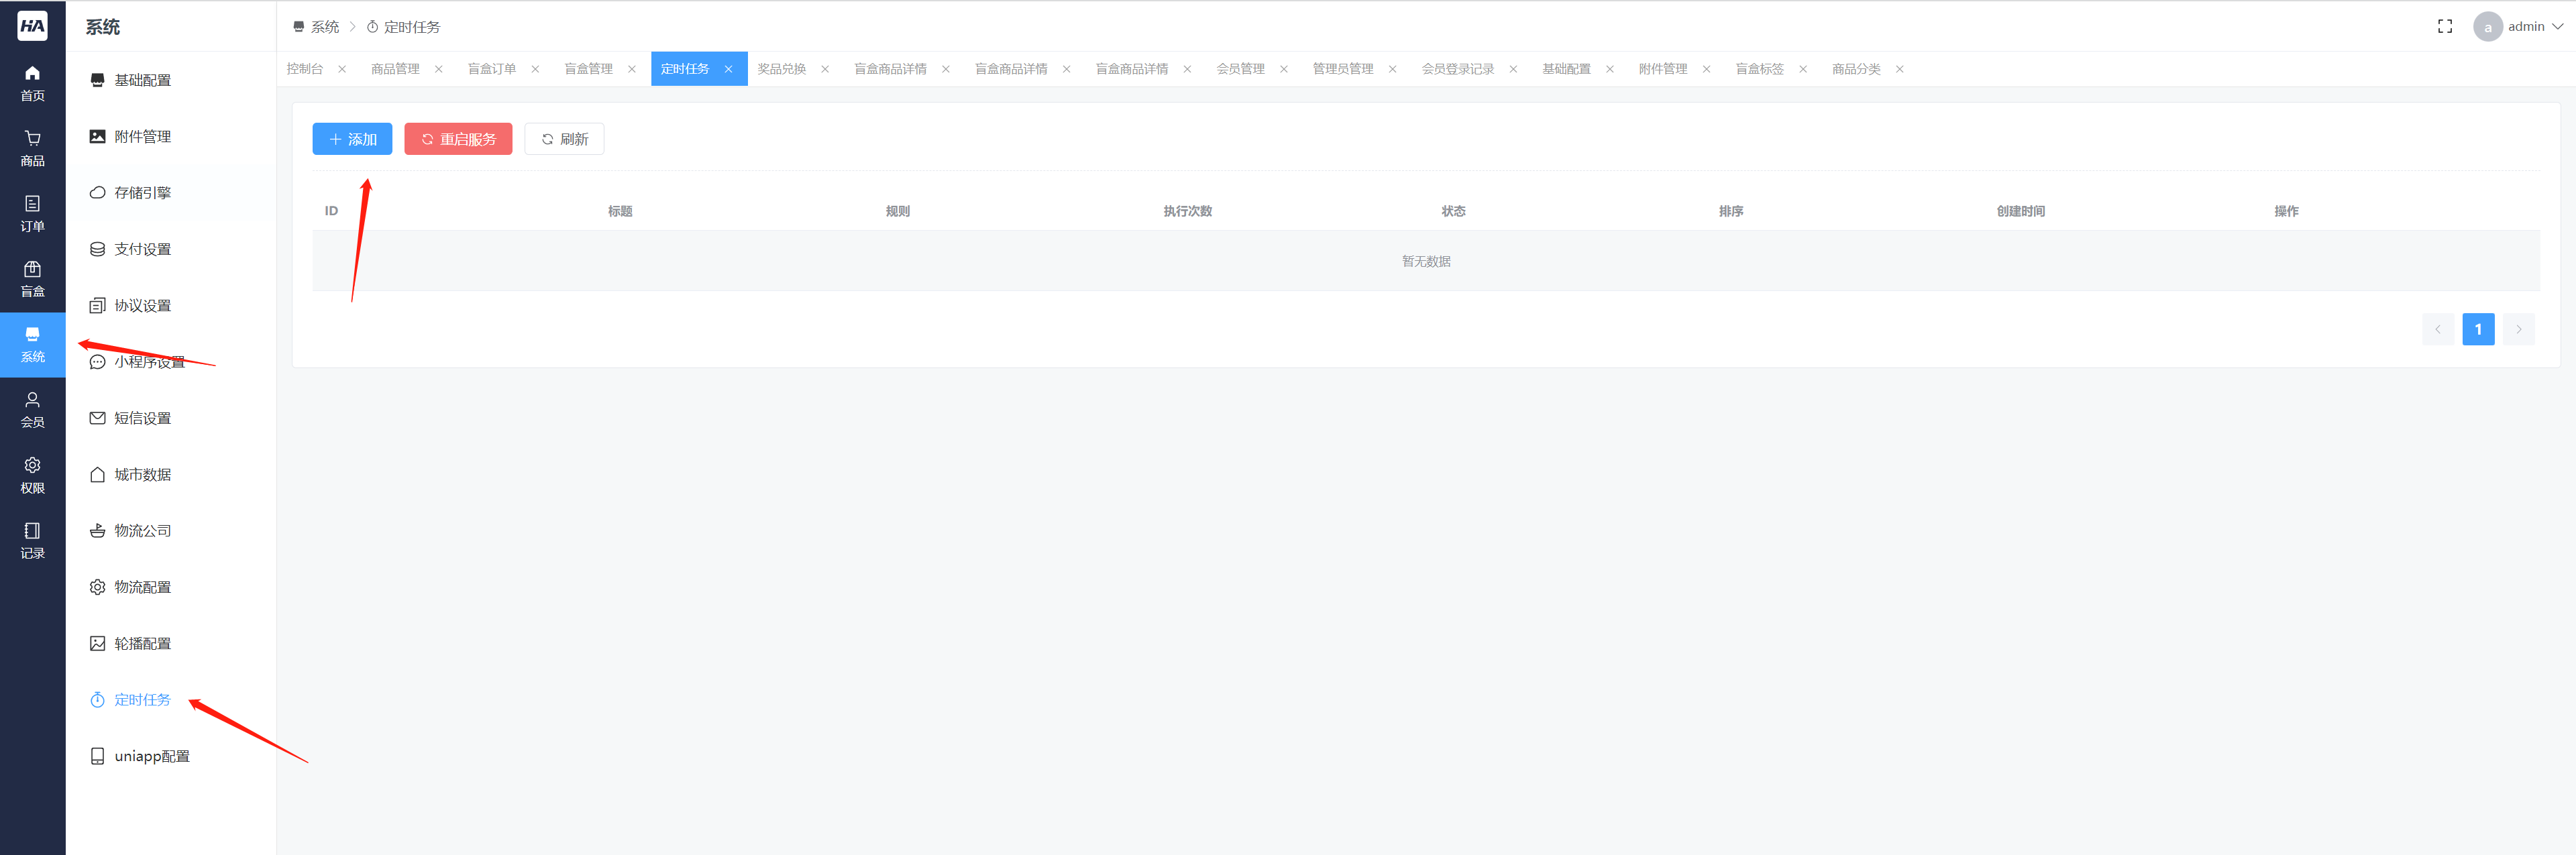 HA
首页
商品
订单
盲盒
系统
会员
权限
记录
系统
基础配置
附件管理
存储引擎
支付设置
协议设置
小程序设置
短信设置
城市数据
物流公司
物流配置
轮播配置
定时任务
uniapp配置
系统 > 定时任务
a admin
控制台 商品管理 盲盒订单 盲盒管理 定时任务 奖品兑换 盲盒商品详情 盲盒商品详情 盲盒商品详情 会员管理 管理员管理 会员登录记录 基础配置 附件管理 盲盒标签 商品分类
+ 添加 重启服务 刷新
ID 标题 规则 执行次数 状态 排序 创建时间 操作
暂无数据
< 1 >